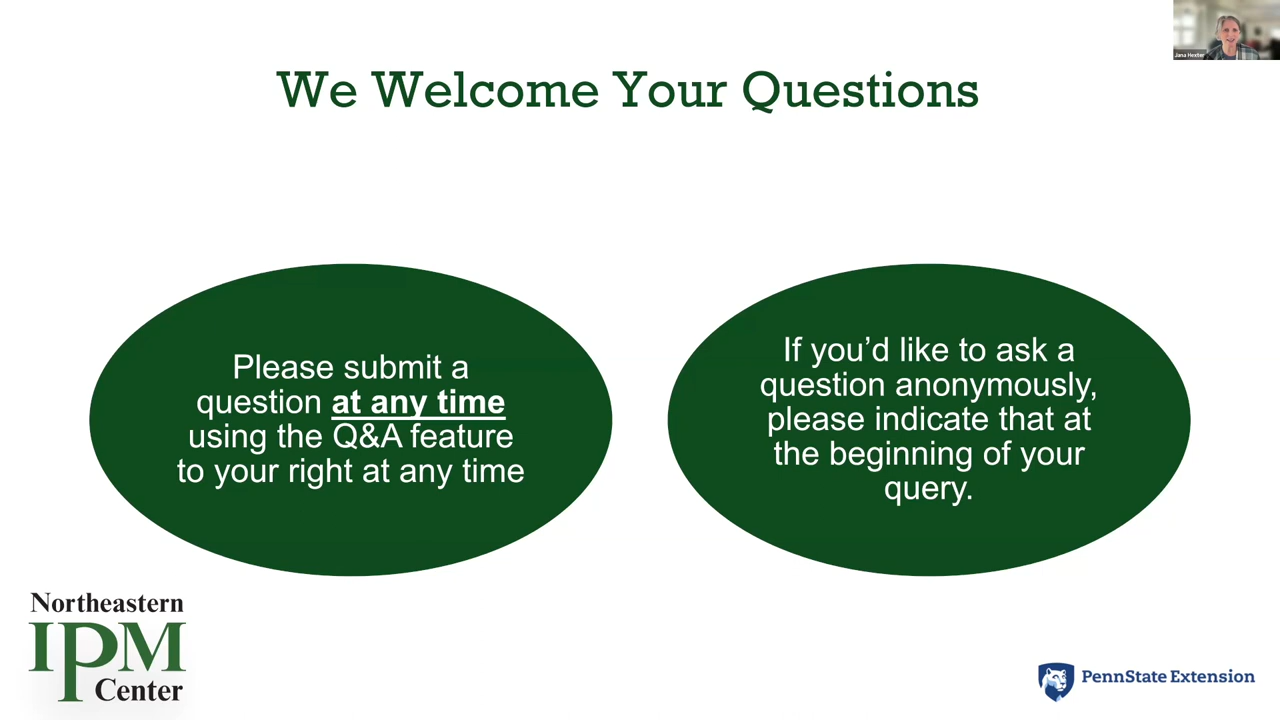 Jana Hexter
We Welcome Your Questions
Please submit a
question at any time
using the Q&A feature
to your right at any time
If you’d like to ask a
question anonymously,
please indicate that at
the beginning of your
query.
Northeastern
IPM
Center
PennState Extension